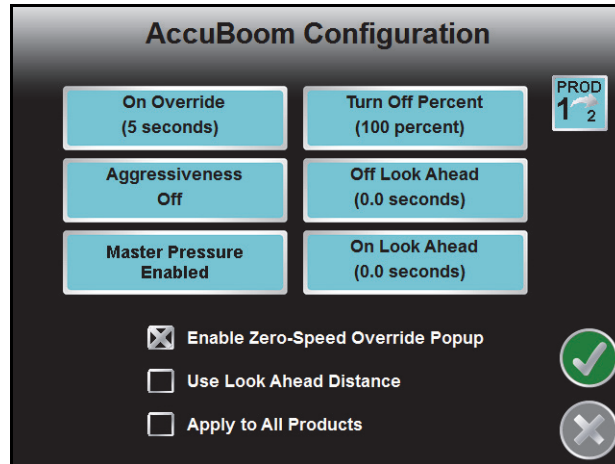 AccuBoom Configuration
On Override
(5 seconds)
Turn Off Percent
(100 percent)
PROD
1 2
Aggressiveness
Off
Off Look Ahead
(0.0 seconds)
Master Pressure
Enabled
On Look Ahead
(0.0 seconds)
Enable Zero-Speed Override Popup
Use Look Ahead Distance
Apply to All Products